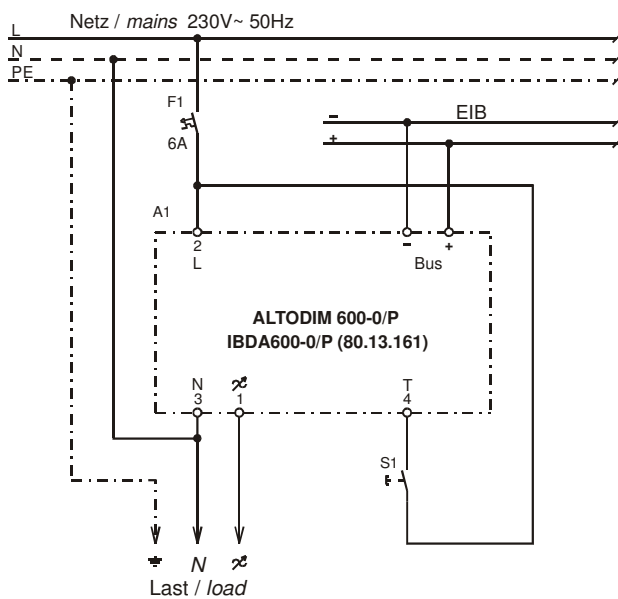 Netz / mains 230V~ 50Hz
L
N
PE
F1
6A
- EIB
+
A1
2
L
- +
Bus
ALTODIM 600-0/P
IBDA600-0/P (80.13.161)
N T
3 1 4
S1
N
Last / load